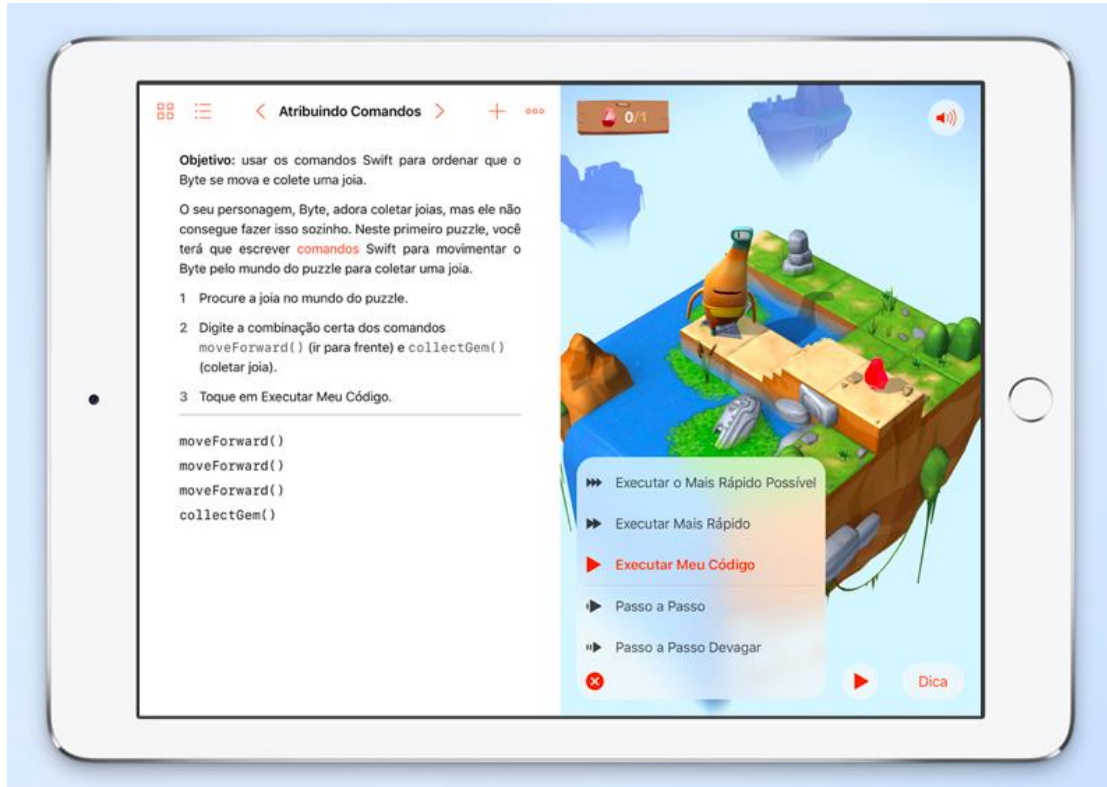 Atribuindo Comandos
0/1
Objetivo: usar os comandos Swift para ordenar que o
Byte se mova e colete uma joia.
O seu personagem, Byte, adora coletar joias, mas ele não
consegue fazer isso sozinho. Neste primeiro puzzle, você
terá que escrever comandos Swift para movimentar o
Byte pelo mundo do puzzle para coletar uma joia.
1 Procure a joia no mundo do puzzle.
2 Digite a combinação certa dos comandos
moveForward() (ir para frente) e collectGem()
(coletar joia).
3 Toque em Executar Meu Código.
moveForward()
moveForward()
moveForward()
collectGem()
Executar o Mais Rápido Possível
Executar Mais Rápido
Executar Meu Código
Passo a Passo
Passo a Passo Devagar
Dica